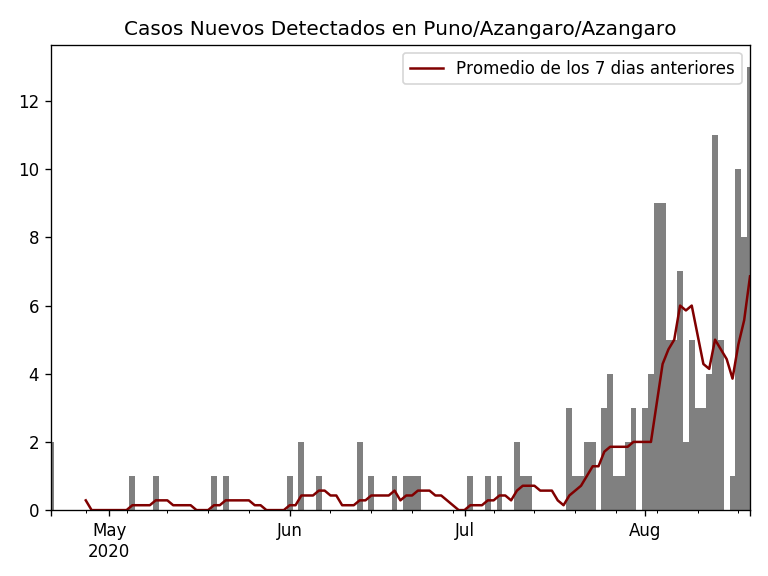 Casos Nuevos Detectados en Puno/Azangaro/Azangaro
Promedio de los 7 dias anteriores
12
10
8
6
4
2
0
May Jun Jul Aug
2020